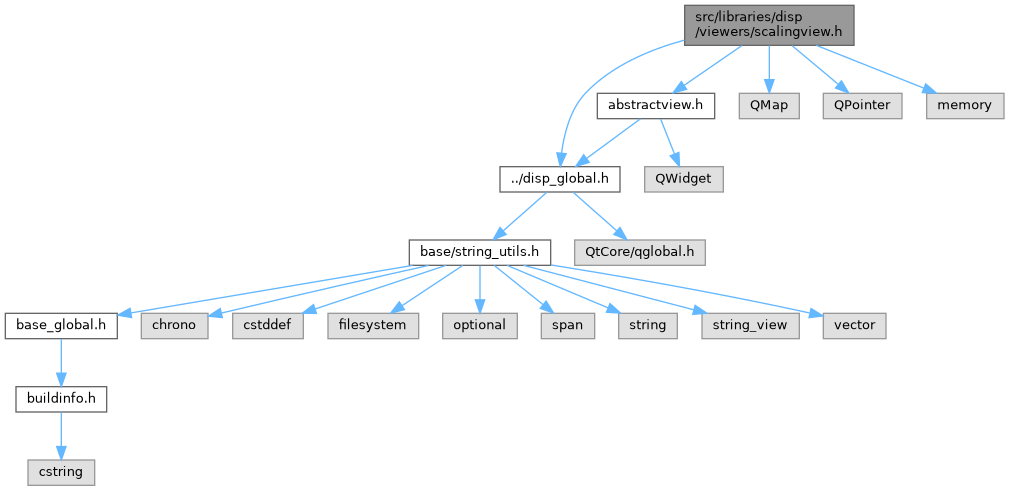 src/libraries/disp
/viewers/scalingview.h
abstractview.h
QMap
QPointer
memory
../disp_global.h
QWidget
base/string_utils.h
QtCore/qglobal.h
base_global.h
chrono
cstddef
filesystem
optional
span
string
string_view
vector
buildinfo.h
cstring